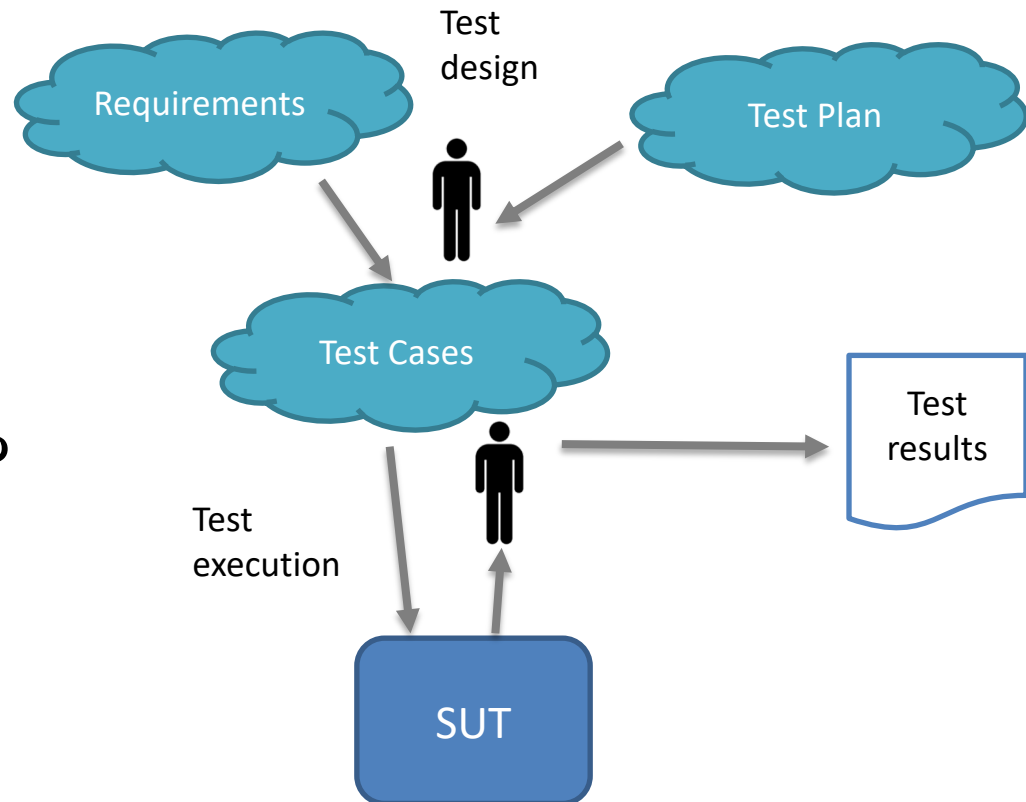 Test
design
Requirements
Test Plan
Test Cases
Test
results
Test
execution
SUT